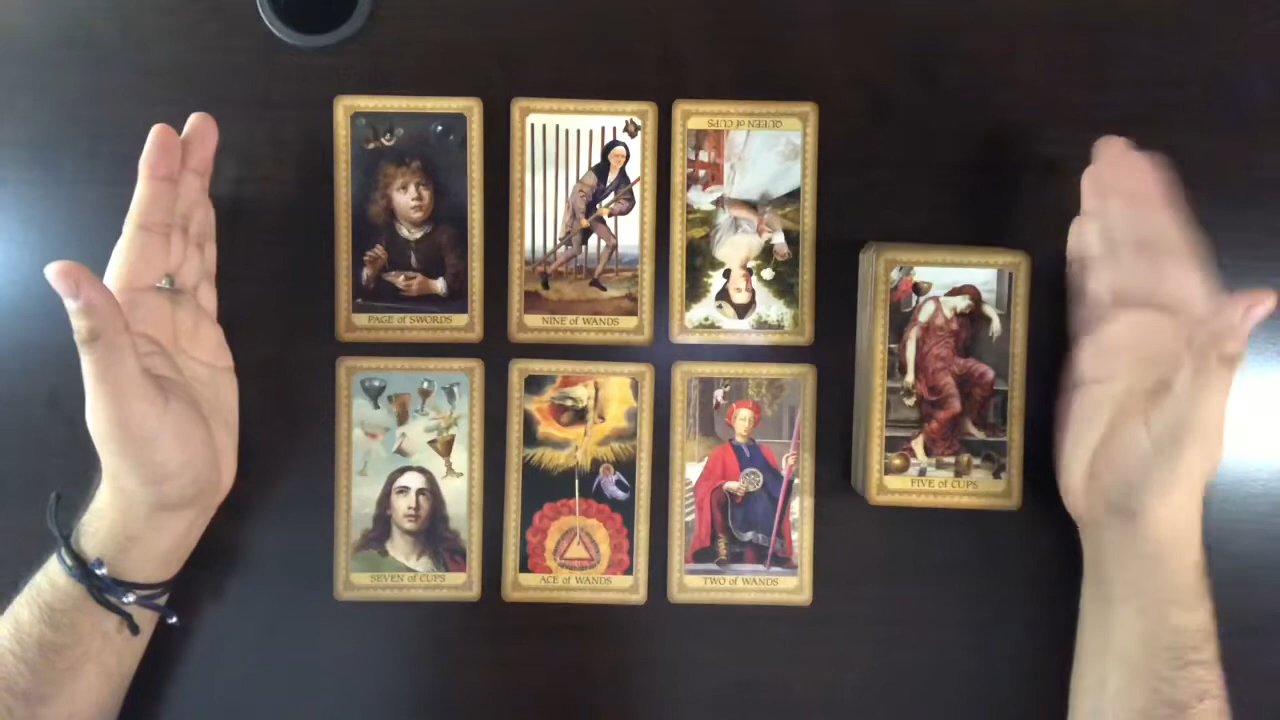 PAGE of SWORDS
NINE of WANDS
QUEEN of CUPS
SEVEN of CUPS
ACE of WANDS
TWO of WANDS
FIVE of CUPS